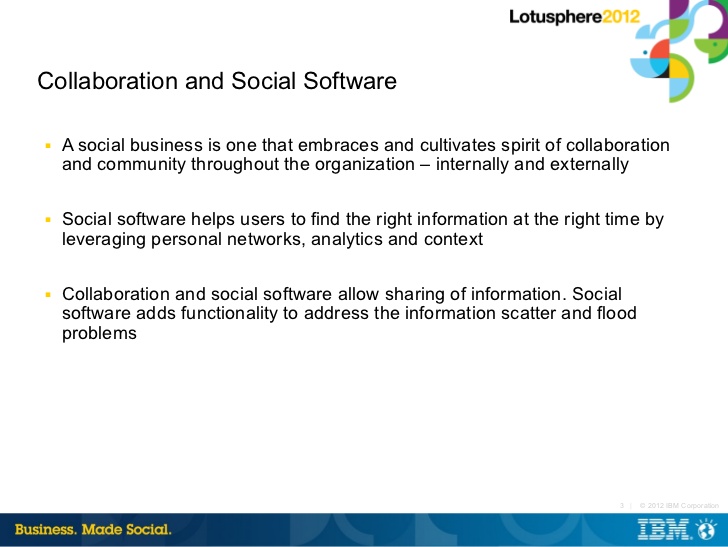 Lotusphere2012
Collaboration and Social Software
▪ A social business is one that embraces and cultivates spirit of collaboration
and community throughout the organization – internally and externally
▪ Social software helps users to find the right information at the right time by
leveraging personal networks, analytics and context
▪ Collaboration and social software allow sharing of information. Social
software adds functionality to address the information scatter and flood
problems
3 | © 2012 IBM Corporation
Business. Made Social.
IBM.